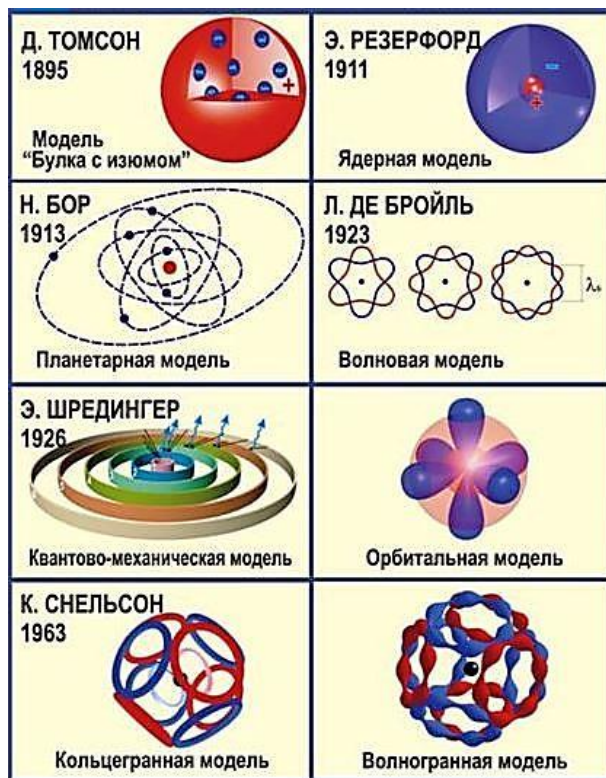 Д. ТОМСОН
1895
+
Модель
"Булка с изюмом"
Э. РЕЗЕРФОРД
1911
–
+
Ядерная модель
Н. БОР
1913
Планетарная модель
Л. ДЕ БРОЙЛЬ
1923
Волновая модель
Э. ШРЕДИНГЕР
1926
Квантово-механическая модель
Орбитальная модель
К. СНЕЛЬСОН
1963
Кольцегранная модель
Волногранная модель